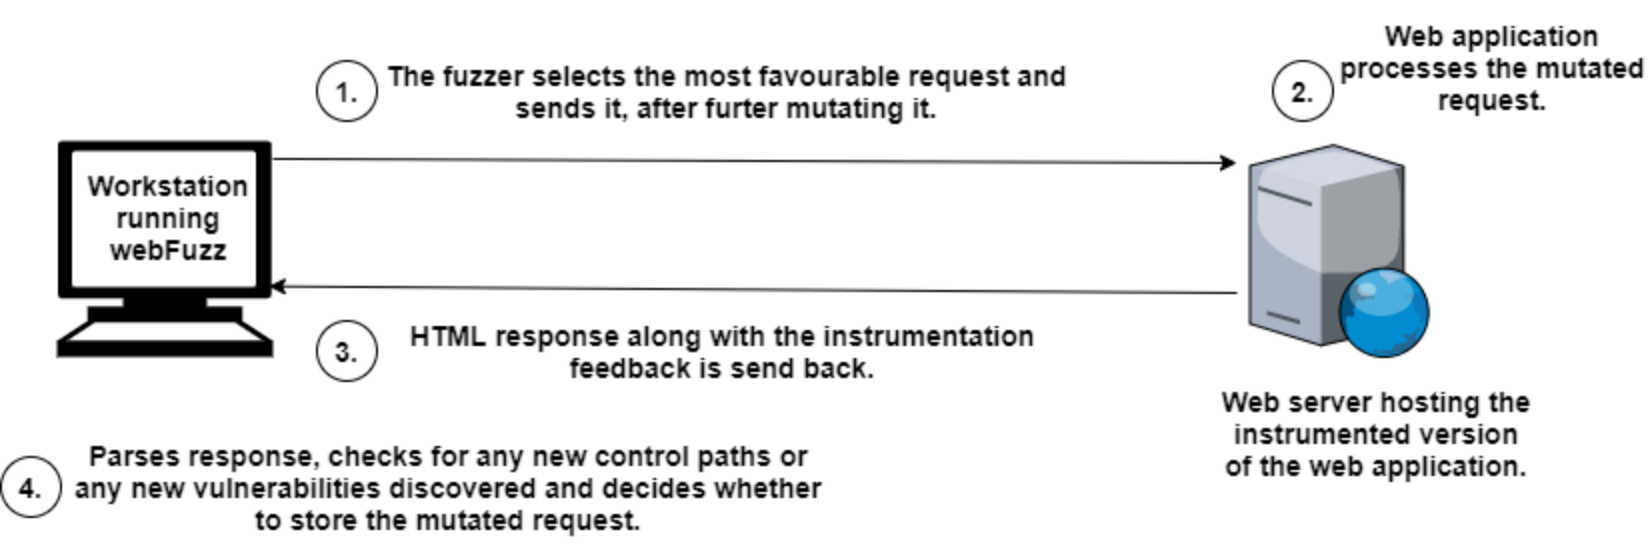 1.
The fuzzer selects the most favourable request and
sends it, after furter mutating it.
2.
Web application
processes the mutated
request.
Workstation
running
webFuzz
3.
HTML response along with the instrumentation
feedback is send back.
Web server hosting the
instrumented version
of the web application.
4.
Parses response, checks for any new control paths or
any new vulnerabilities discovered and decides whether
to store the mutated request.